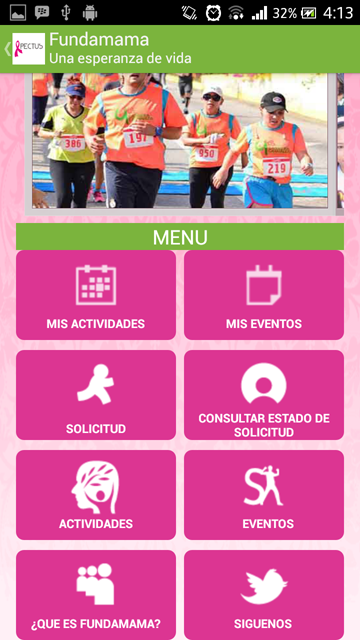 32% 4:13
PECTUS
Fundamama
Una esperanza de vida
386
197
950
219
MENU
MIS ACTIVIDADES
MIS EVENTOS
SOLICITUD
CONSULTAR ESTADO DE
SOLICITUD
ACTIVIDADES
EVENTOS
¿QUE ES FUNDAMAMA?
SIGUENOS